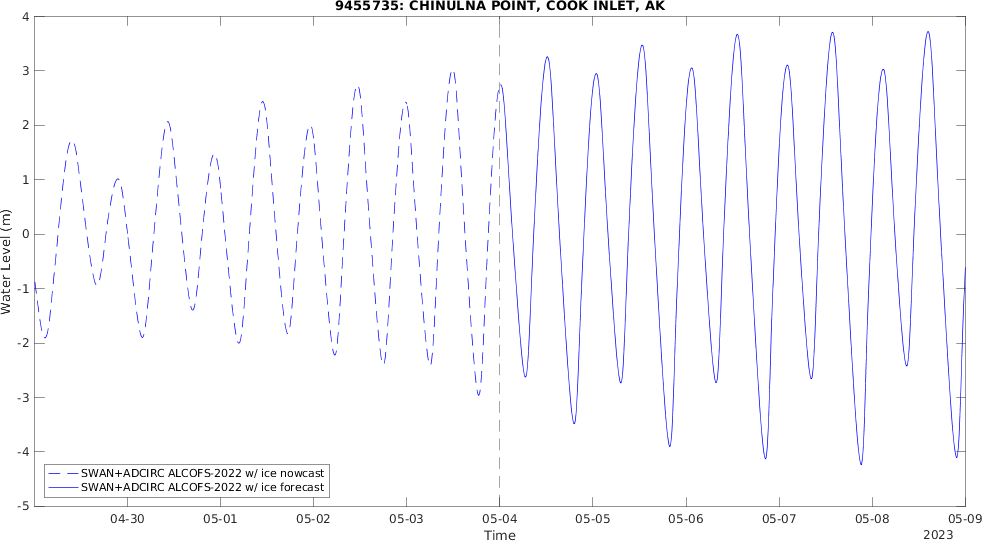 9455735: CHINULNA POINT, COOK INLET, AK
4
3
2
1
0
-1
-2
-3
-4
-5
Water Level (m)
SWAN+ADCIRC ALCOFS-2022 w/ ice nowcast
SWAN+ADCIRC ALCOFS-2022 w/ ice forecast
04-30 05-01 05-02 05-03 05-04 05-05 05-06 05-07 05-08 05-09
Time
2023